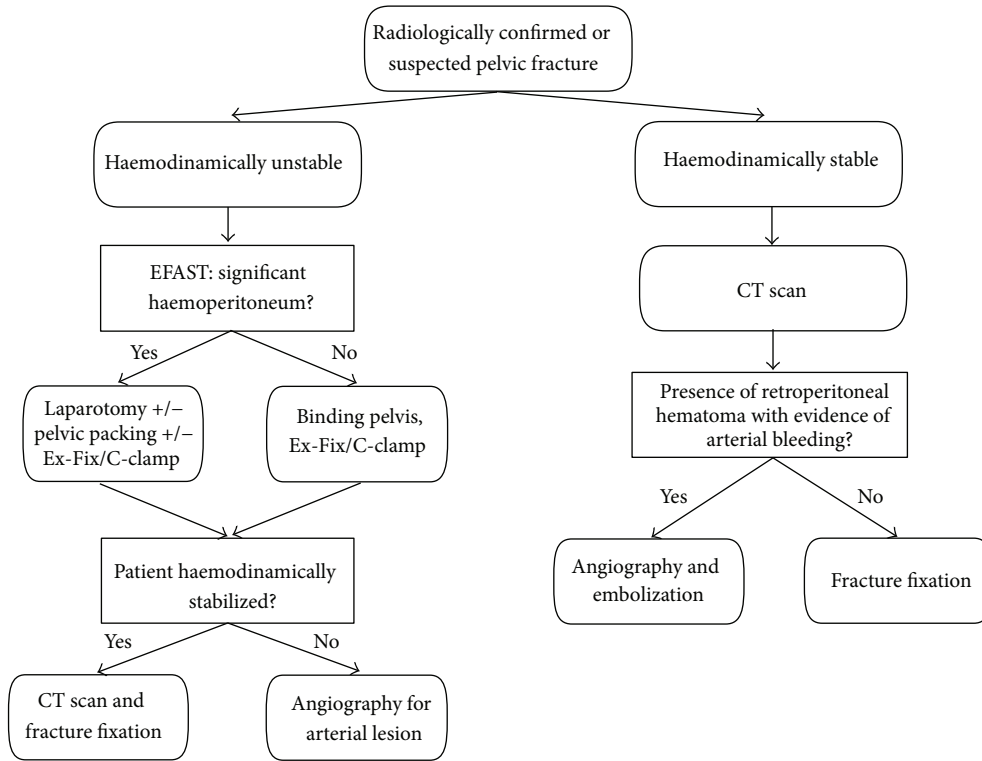 Radiologically confirmed or
suspected pelvic fracture
Haemodinamically unstable
Haemodinamically stable
EFAST: significant
haemoperitoneum?
CT scan
Yes
No
Laparotomy +/−
pelvic packing +/−
Ex-Fix/C-clamp
Binding pelvis,
Ex-Fix/C-clamp
Presence of retroperitoneal
hematoma with evidence of
arterial bleeding?
Yes
No
Patient haemodinamically
stabilized?
Angiography and
embolization
Fracture fixation
Yes
No
CT scan and
fracture fixation
Angiography for
arterial lesion